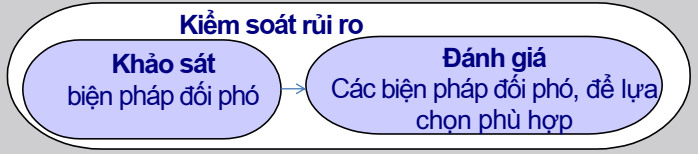 Kiểm soát rủi ro
Khảo sát
biện pháp đối phó
Đánh giá
Các biện pháp đối phó, để lựa
chọn phù hợp